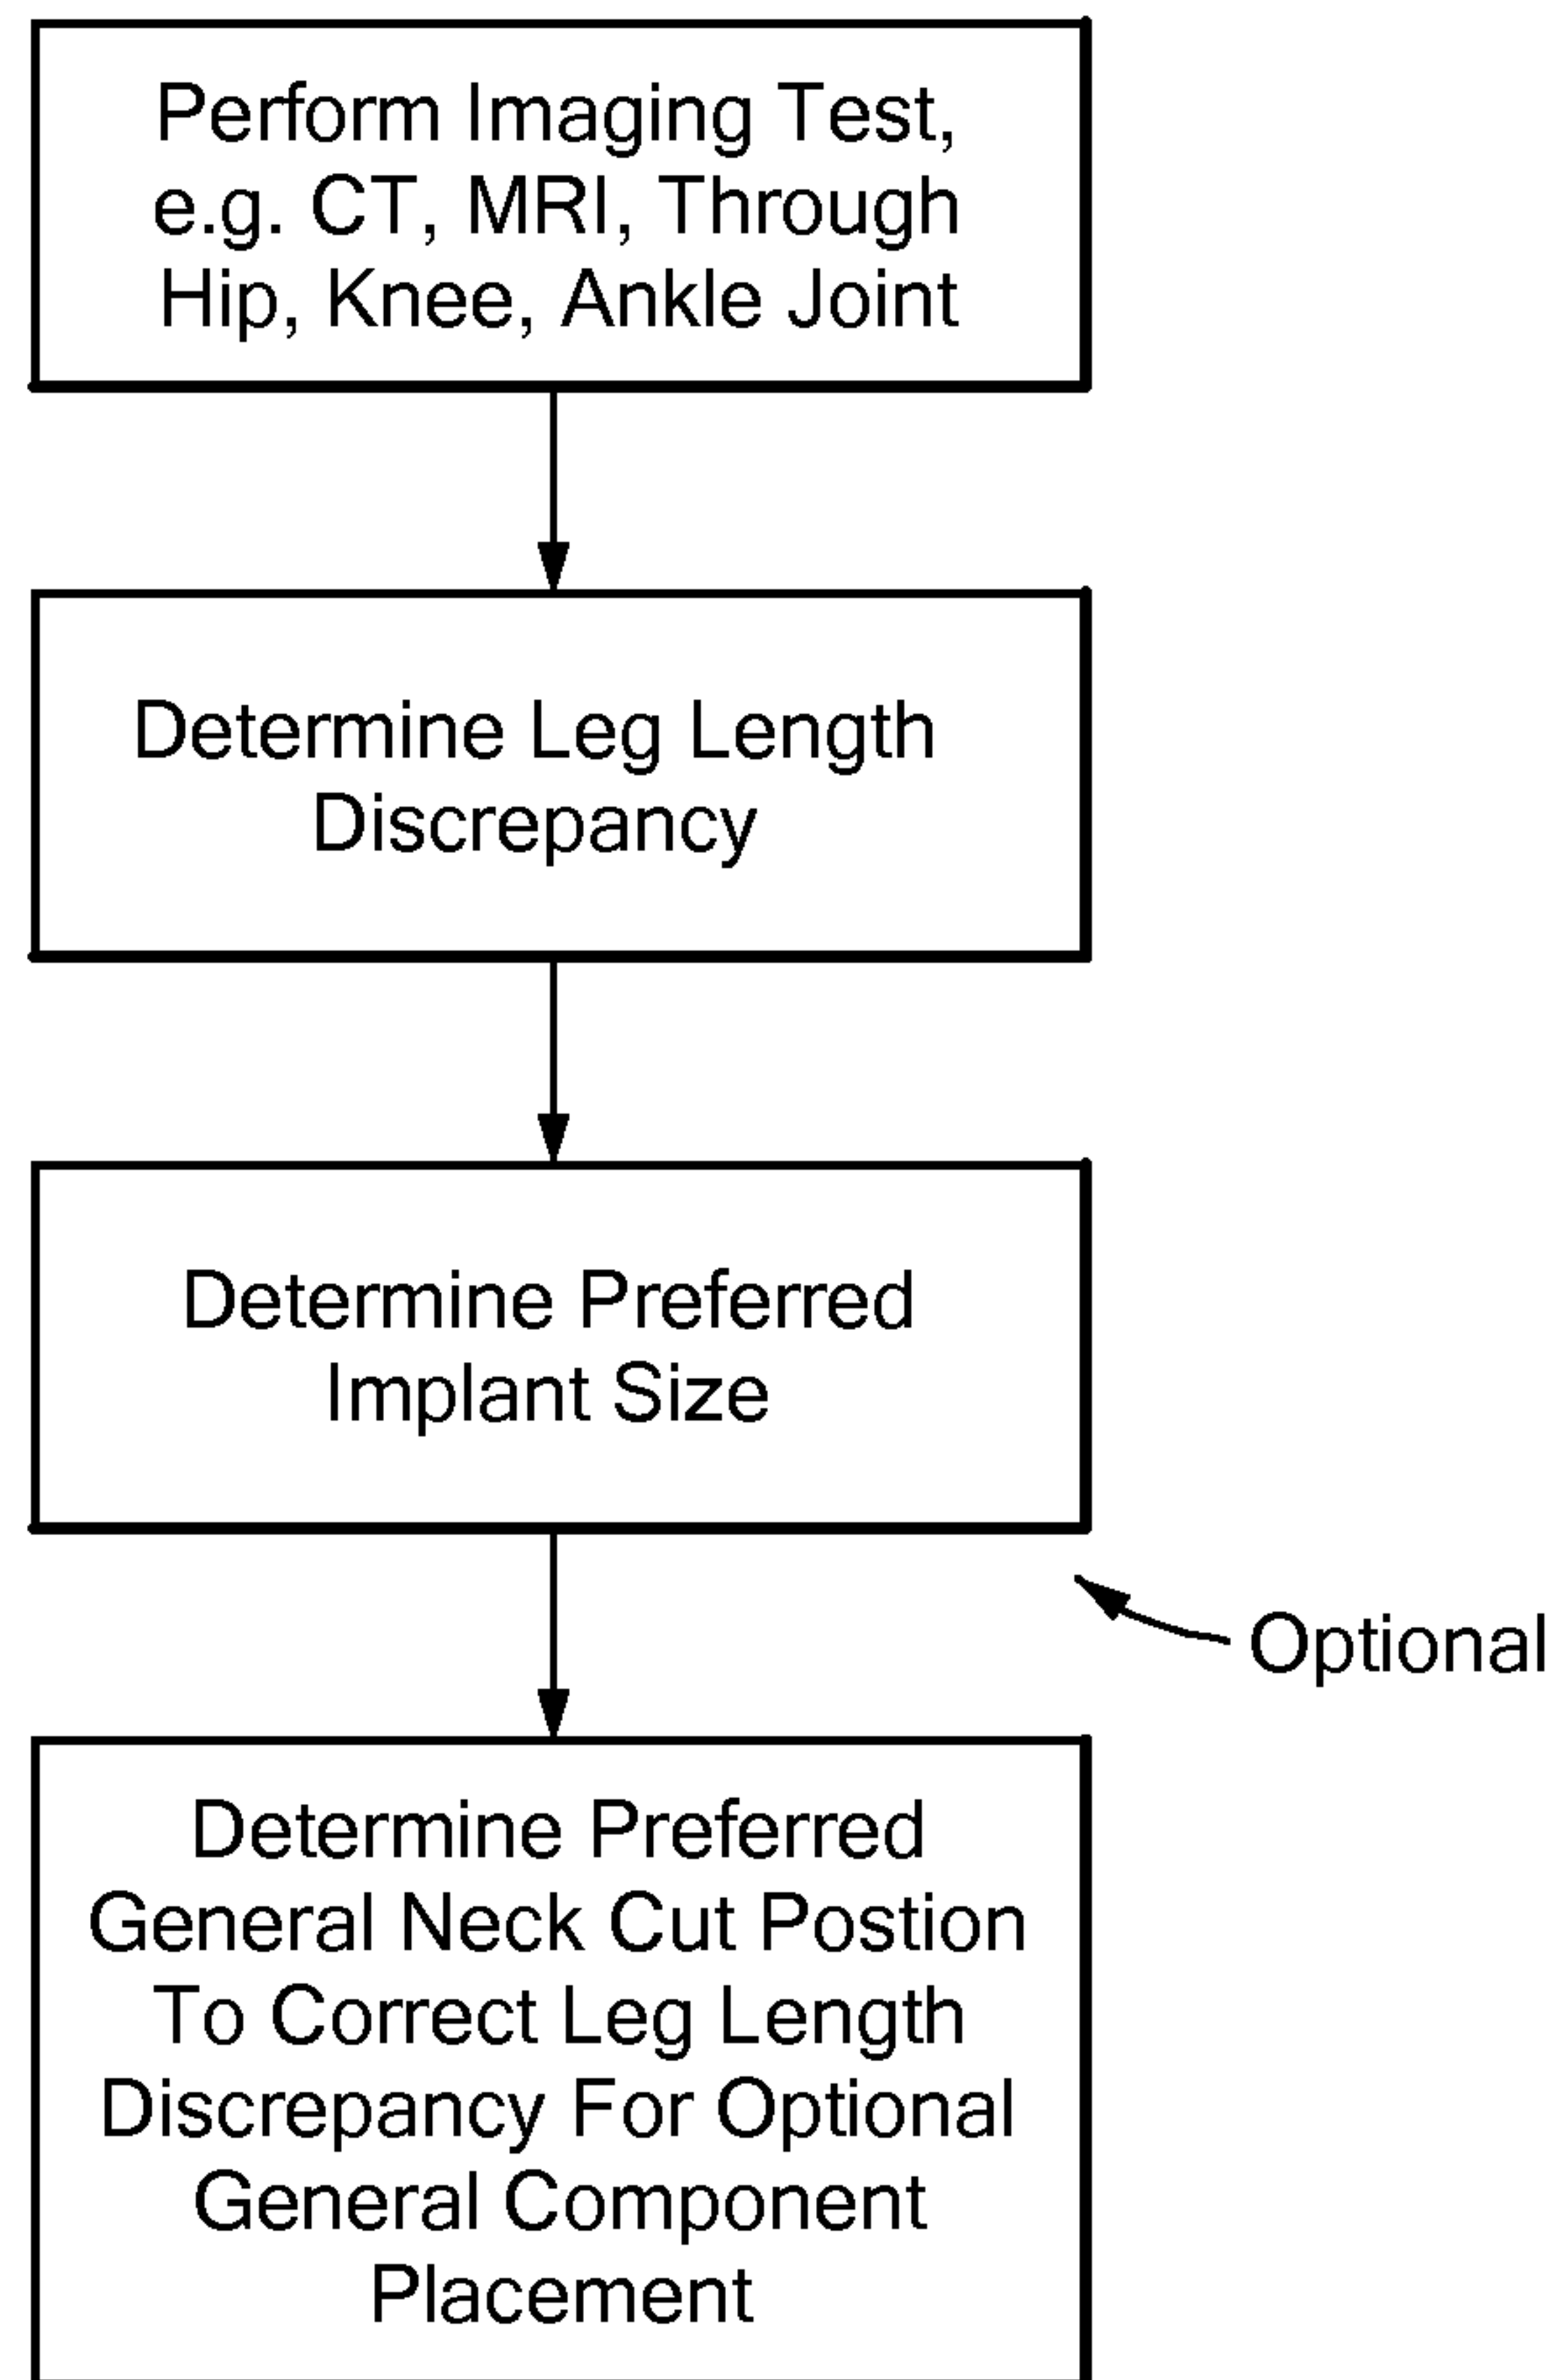 Perform Imaging Test,
e.g. CT, MRI, Through
Hip, Knee, Ankle Joint
Determine Leg Length
Discrepancy
Determine Preferred
Implant Size
Optional
Determine Preferred
General Neck Cut Postion
To Correct Leg Length
Discrepancy For Optional
General Component
Placement